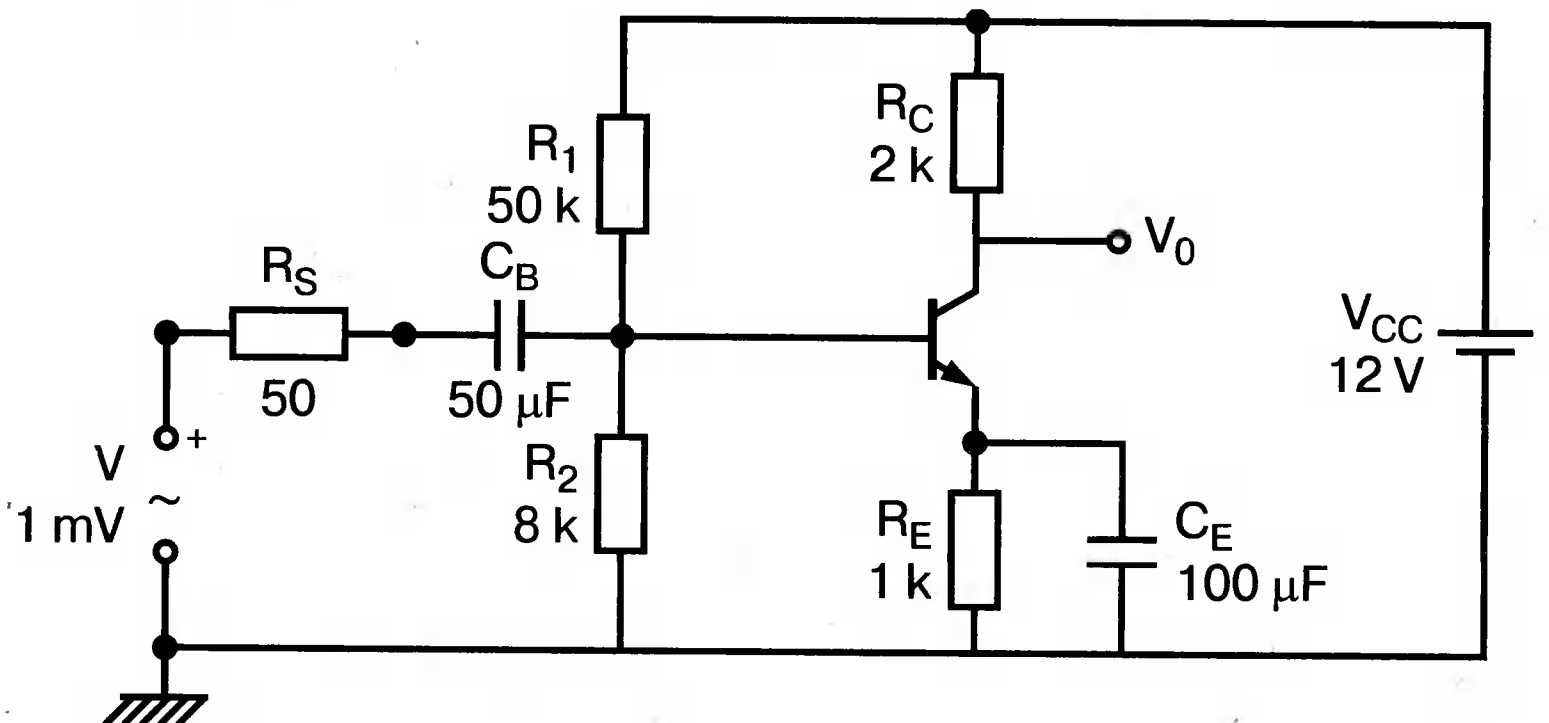 R1
50 k
RC
2 k
V0
RS
50
CB
50 μF
VCC
12 V
+
V
~
1 mV
R2
8 k
RE
1 k
CE
100 μF